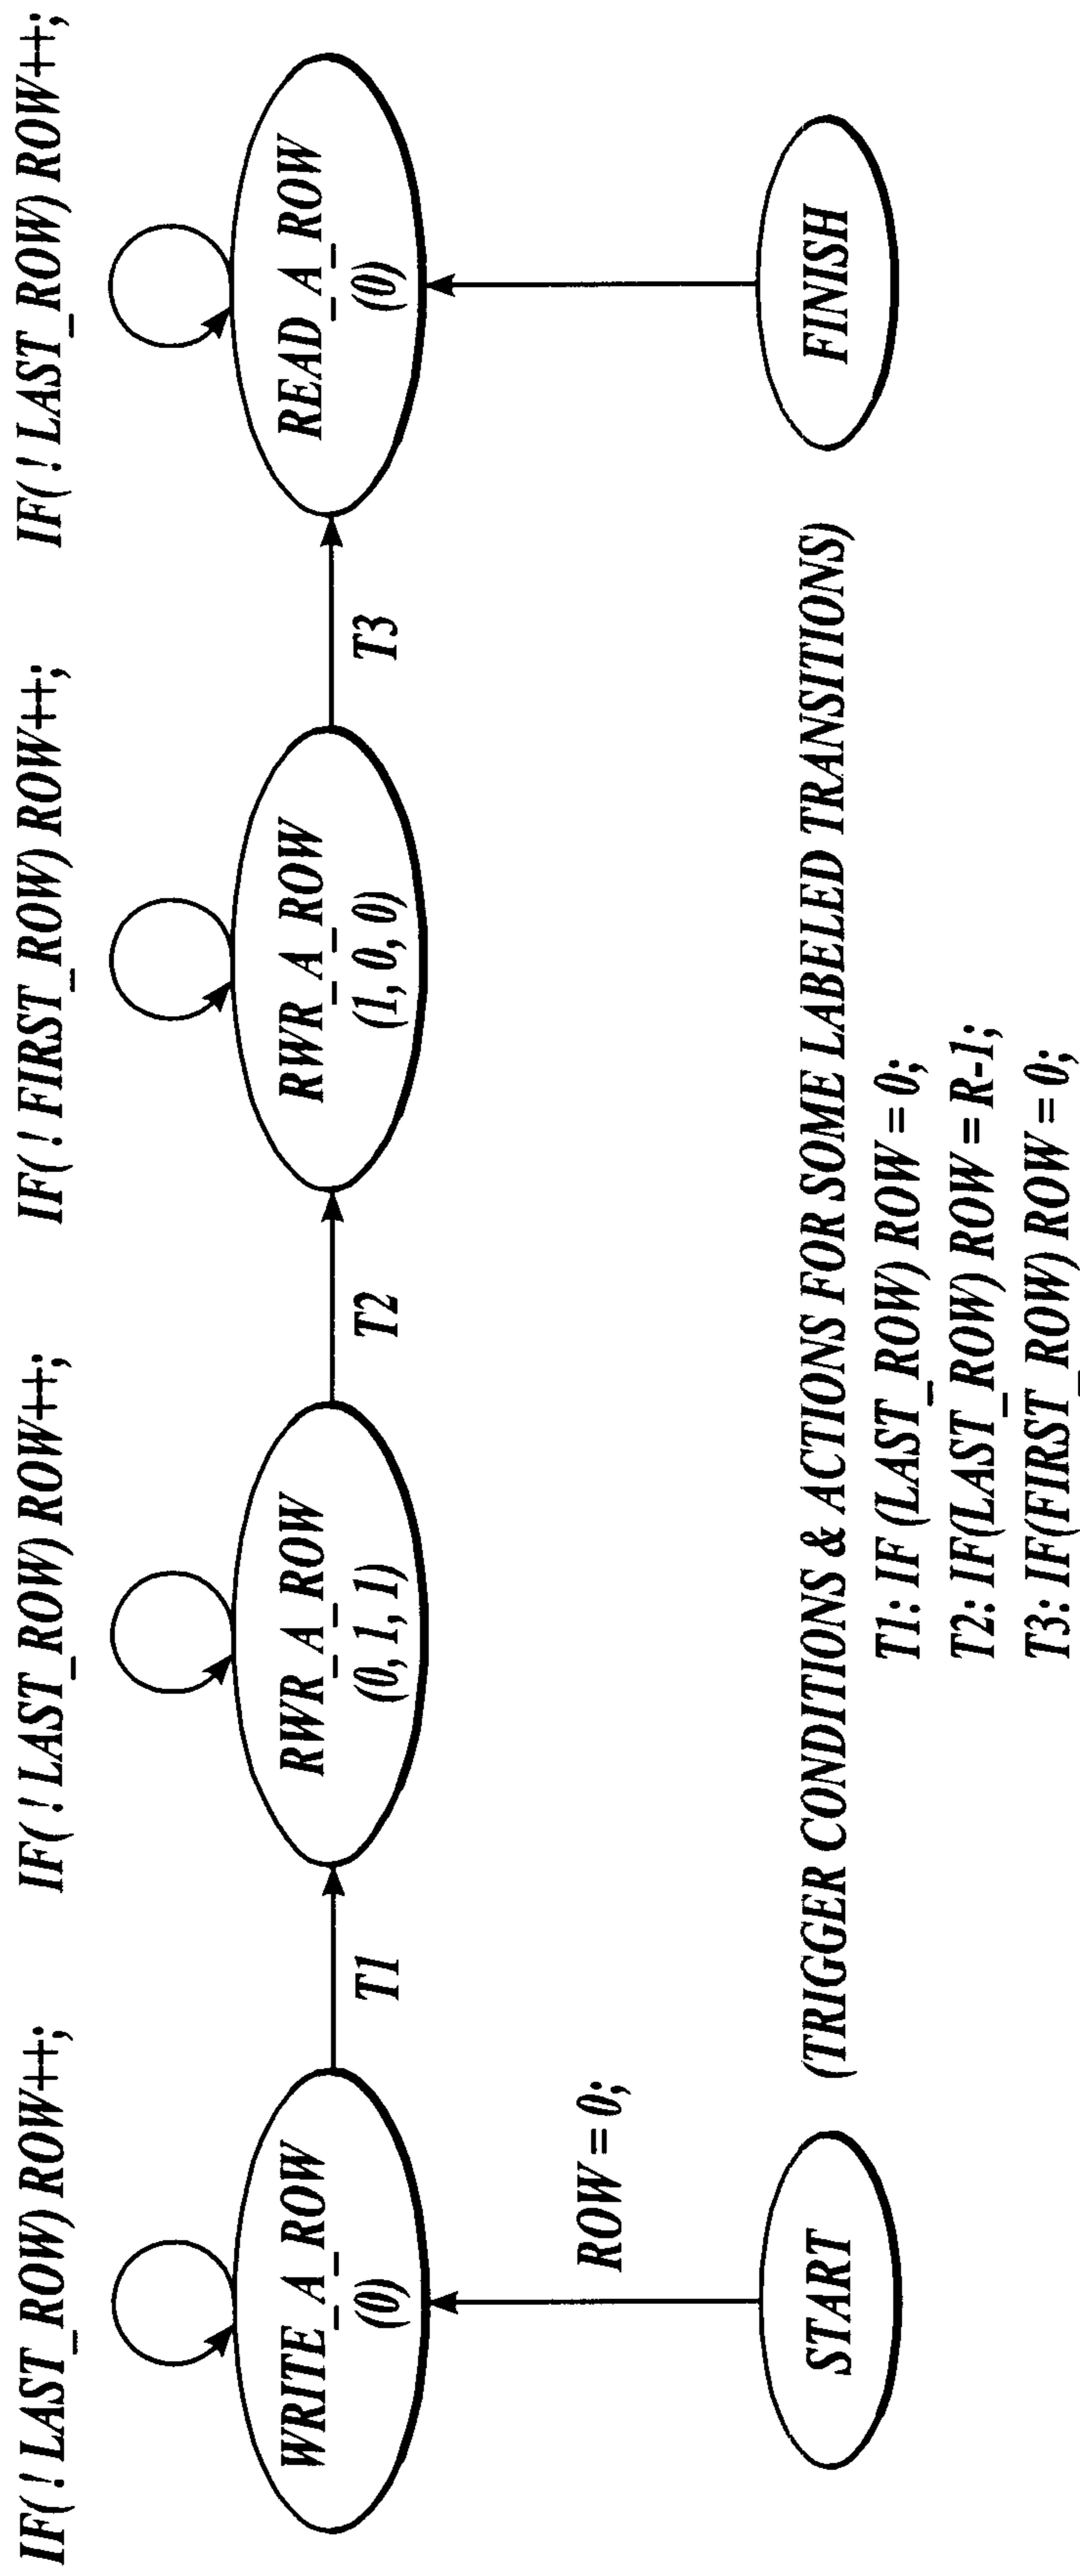 IF( ! LAST_ROW) ROW++;
IF( ! LAST_ROW) ROW++;
IF( ! FIRST_ROW) ROW++;
IF( ! LAST_ROW) ROW++;
WRITE_A_ROW
(0)
T1
RWR_A_ROW
(0, 1, 1)
T2
RWR_A_ROW
(1, 0, 0)
T3
READ_A_ROW
(0)
ROW = 0;
START
(TRIGGER CONDITIONS & ACTIONS FOR SOME LABELED TRANSITIONS)
T1: IF (LAST_ROW) ROW = 0;
T2: IF(LAST_ROW) ROW = R-1;
T3: IF(FIRST_ROW) ROW = 0;
FINISH